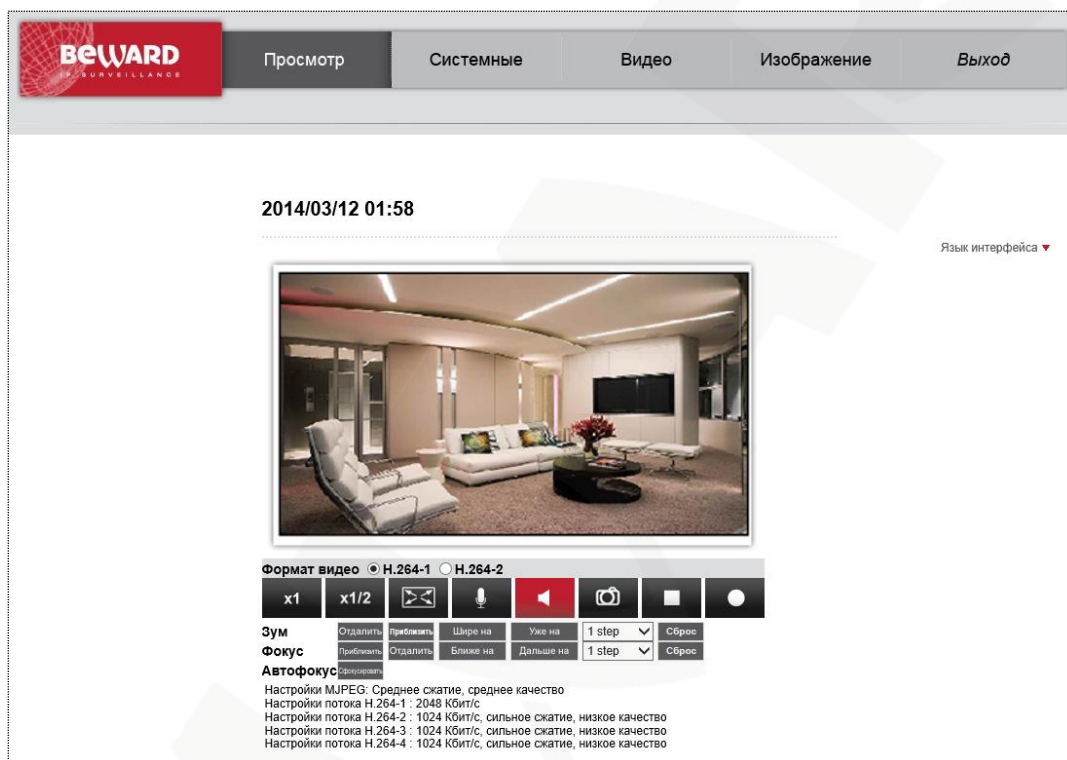 BEWARD
IP SURVEILLANCE
Просмотр Системные Видео Изображение Выход
2014/03/12 01:58
Язык интерфейса
Формат видео H.264-1 H.264-2
x1 x1/2
Зум Отдалить Приблизить Шире на Уже на 1 step Сброс
Фокус Приблизить Отдалить Ближе на Дальше на 1 step Сброс
Автофокус Сфокусировать
Настройки MJPEG: Среднее сжатие, среднее качество
Настройки потока H.264-1 : 2048 Кбит/с
Настройки потока H.264-2 : 1024 Кбит/с, сильное сжатие, низкое качество
Настройки потока H.264-3 : 1024 Кбит/с, сильное сжатие, низкое качество
Настройки потока H.264-4 : 1024 Кбит/с, сильное сжатие, низкое качество